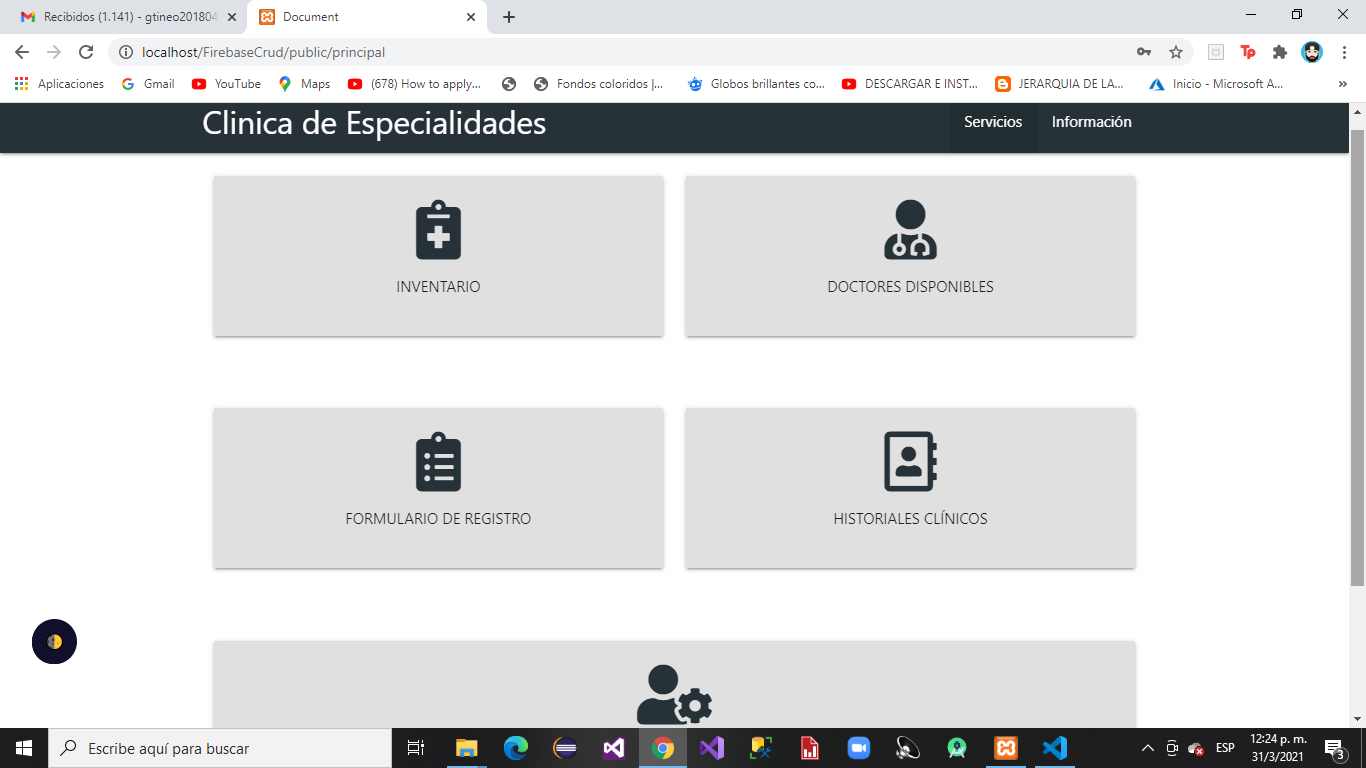 Recibidos (1.141) - gtineo201804
Document
localhost/FirebaseCrud/public/principal
Aplicaciones
Gmail
YouTube
Maps
(678) How to apply...
Fondos coloridos |...
Globos brillantes co...
DESCARGAR E INST...
JERARQUIA DE LA...
Inicio - Microsoft A...
»
Clinica de Especialidades
Servicios
Información
INVENTARIO
DOCTORES DISPONIBLES
FORMULARIO DE REGISTRO
HISTORIALES CLÍNICOS
Escribe aquí para buscar
ESP
12:24 p. m.
31/3/2021
3